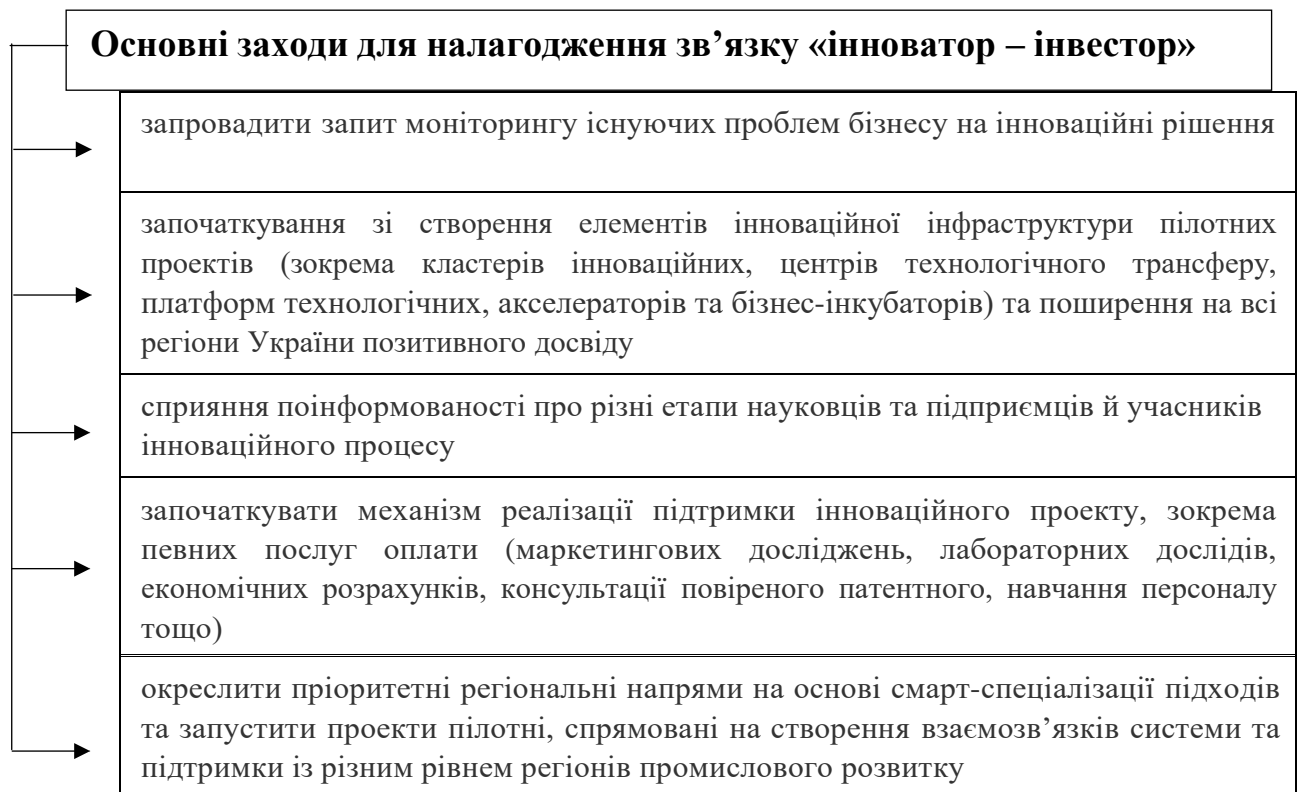 Основні заходи для налагодження зв’язку «інноватор – інвестор»
запровадити запит моніторингу існуючих проблем бізнесу на інноваційні рішення
започаткування зі створення елементів інноваційної інфраструктури пілотних
проектів (зокрема кластерів інноваційних, центрів технологічного трансферу,
платформ технологічних, акселераторів та бізнес-інкубаторів) та поширення на всі
регіони України позитивного досвіду
сприяння поінформованості про різні етапи науковців та підприємців й учасників
інноваційного процесу
започаткувати механізм реалізації підтримки інноваційного проекту, зокрема
певних послуг оплати (маркетингових досліджень, лабораторних дослідів,
економічних розрахунків, консультації повіреного патентного, навчання персоналу
тощо)
окреслити пріоритетні регіональні напрями на основі смарт-спеціалізації підходів
та запустити проекти пілотні, спрямовані на створення взаємозв’язків системи та
підтримки із різним рівнем регіонів промислового розвитку